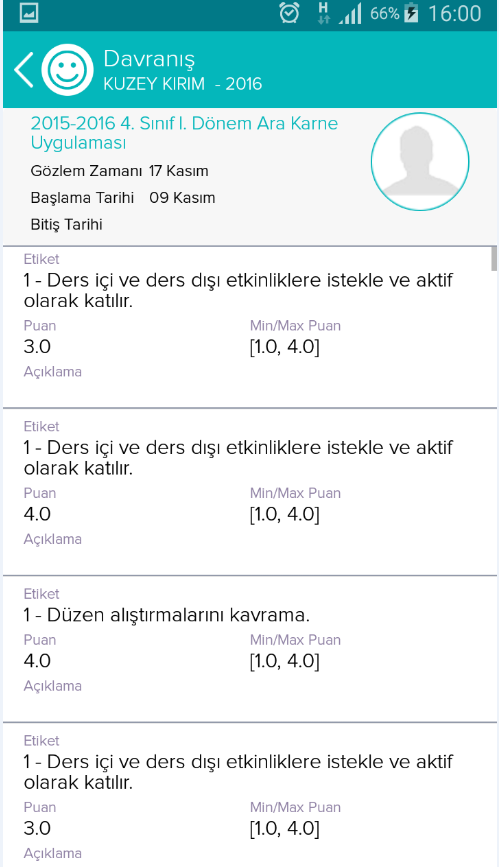 H 66% 16:00
Davranış
KUZEY KIRIM - 2016
2015-2016 4. Sınıf I. Dönem Ara Karne
Uygulaması
Gözlem Zamanı 17 Kasım
Başlama Tarihi 09 Kasım
Bitiş Tarihi
Etiket
1 - Ders içi ve ders dışı etkinliklere istekle ve aktif
olarak katılır.
Puan Min/Max Puan
3.0 [1.0, 4.0]
Açıklama
Etiket
1 - Ders içi ve ders dışı etkinliklere istekle ve aktif
olarak katılır.
Puan Min/Max Puan
4.0 [1.0, 4.0]
Açıklama
Etiket
1 - Düzen alıştırmalarını kavrama.
Puan Min/Max Puan
4.0 [1.0, 4.0]
Açıklama
Etiket
1 - Ders içi ve ders dışı etkinliklere istekle ve aktif
olarak katılır.
Puan Min/Max Puan
3.0 [1.0, 4.0]
Açıklama